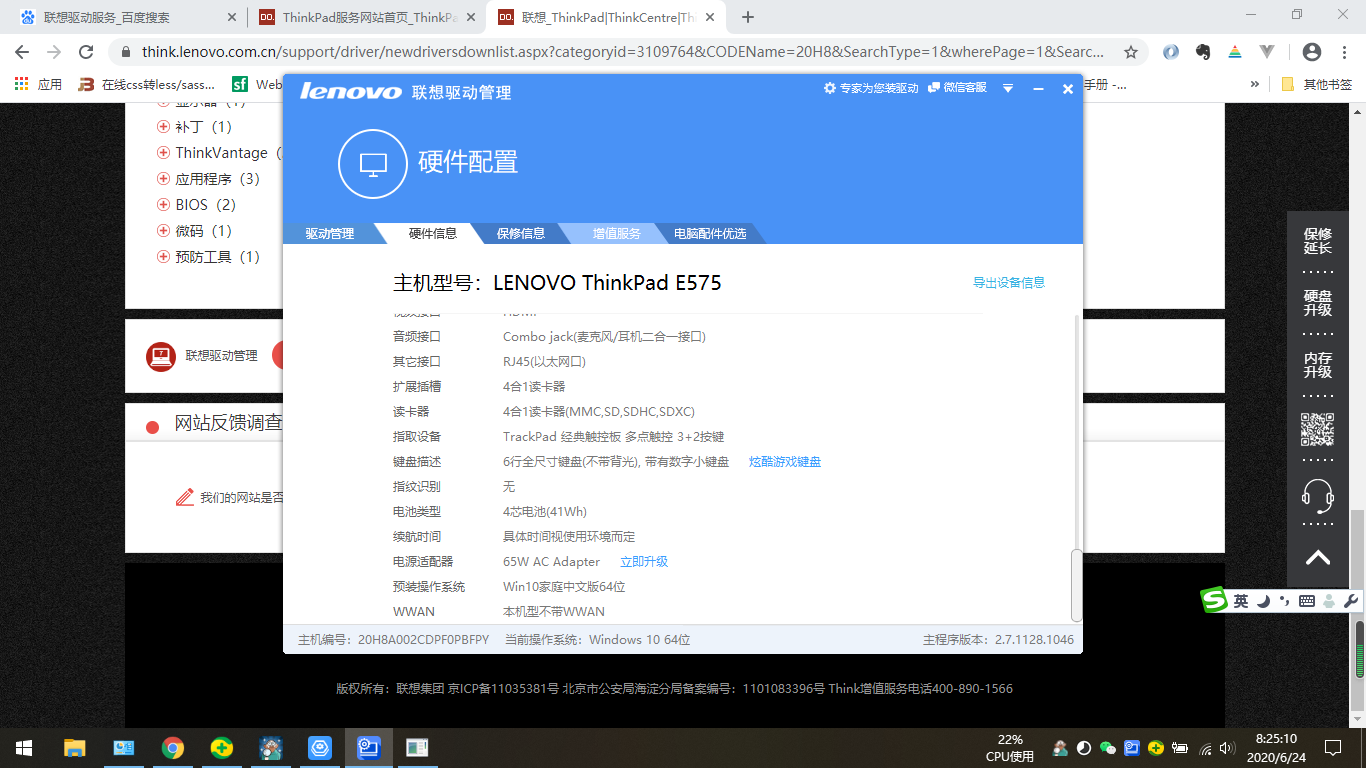 联想驱动服务_百度搜索
ThinkPad服务网站首页_ThinkPa
联想_ThinkPad|ThinkCentre|Thi
think.lenovo.com.cn/support/driver/newdriversdownlist.aspx?categoryid=3109764&CODEName=20H8&SearchType=1&wherePage=1&Searc...
应用
在线css转less/sass...
Web
手册 -...
其他书签
lenovo 联想驱动管理
专家为您装驱动
微信客服
硬件配置
驱动管理
硬件信息
保修信息
增值服务
电脑配件优选
主机型号：LENOVO ThinkPad E575
导出设备信息
视频接口 HDMI
音频接口 Combo jack(麦克风/耳机二合一接口)
其它接口 RJ45(以太网口)
扩展插槽 4合1读卡器
读卡器 4合1读卡器(MMC,SD,SDHC,SDXC)
指取设备 TrackPad 经典触控板 多点触控 3+2按键
键盘描述 6行全尺寸键盘(不带背光), 带有数字小键盘 炫酷游戏键盘
指纹识别 无
电池类型 4芯电池(41Wh)
续航时间 具体时间视使用环境而定
电源适配器 65W AC Adapter 立即升级
预装操作系统 Win10家庭中文版64位
WWAN 本机型不带WWAN
主机编号：20H8A002CDPF0PBFPY 当前操作系统：Windows 10 64位
主程序版本：2.7.1128.1046
显示器（1）
补丁（1）
ThinkVantage（
应用程序（3）
BIOS（2）
微码（1）
预防工具（1）
联想驱动管理
网站反馈调查
我们的网站是否
保修
延长
硬盘
升级
内存
升级
英
版权所有：联想集团 京ICP备11035381号 北京市公安局海淀分局备案编号：1101083396号 Think增值服务电话400-890-1566
22%
CPU使用
8:25:10
2020/6/24